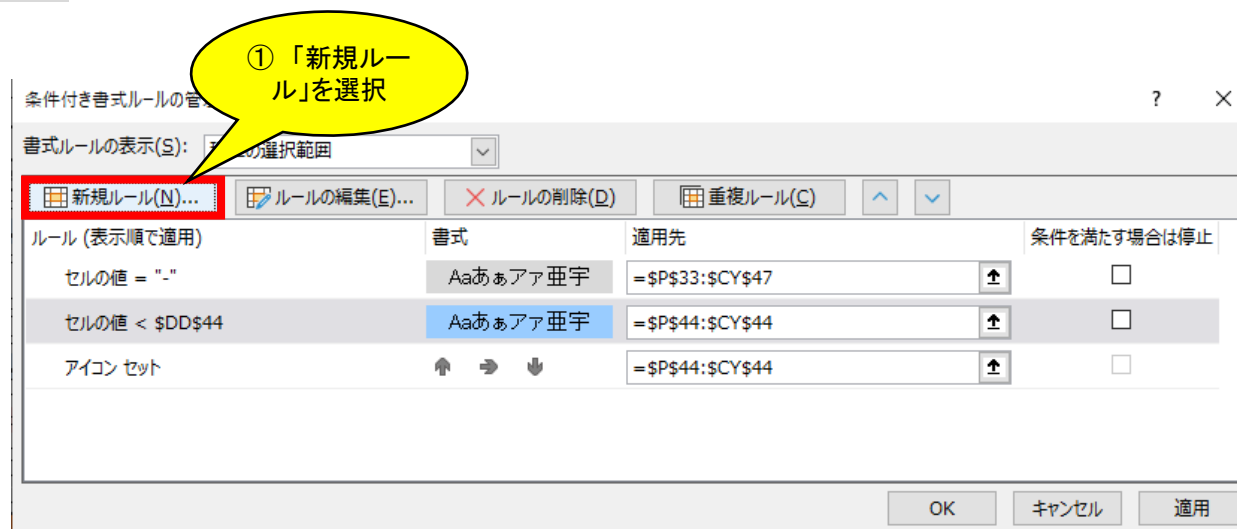 ① 「新規ルー
ル」を選択
条件付き書式ルールの管
? ×
書式ルールの表示(S): の選択範囲
新規ルール(N)... ルールの編集(E)... ルールの削除(D) 重複ルール(C)
ルール (表示順で適用) 書式 適用先 条件を満たす場合は停止
セルの値 = "-" Aaあぁアァ亜宇 =$P$33:$CY$47
セルの値 < $DD$44 Aaあぁアァ亜宇 =$P$44:$CY$44
アイコン セット =$P$44:$CY$44
OK キャンセル 適用